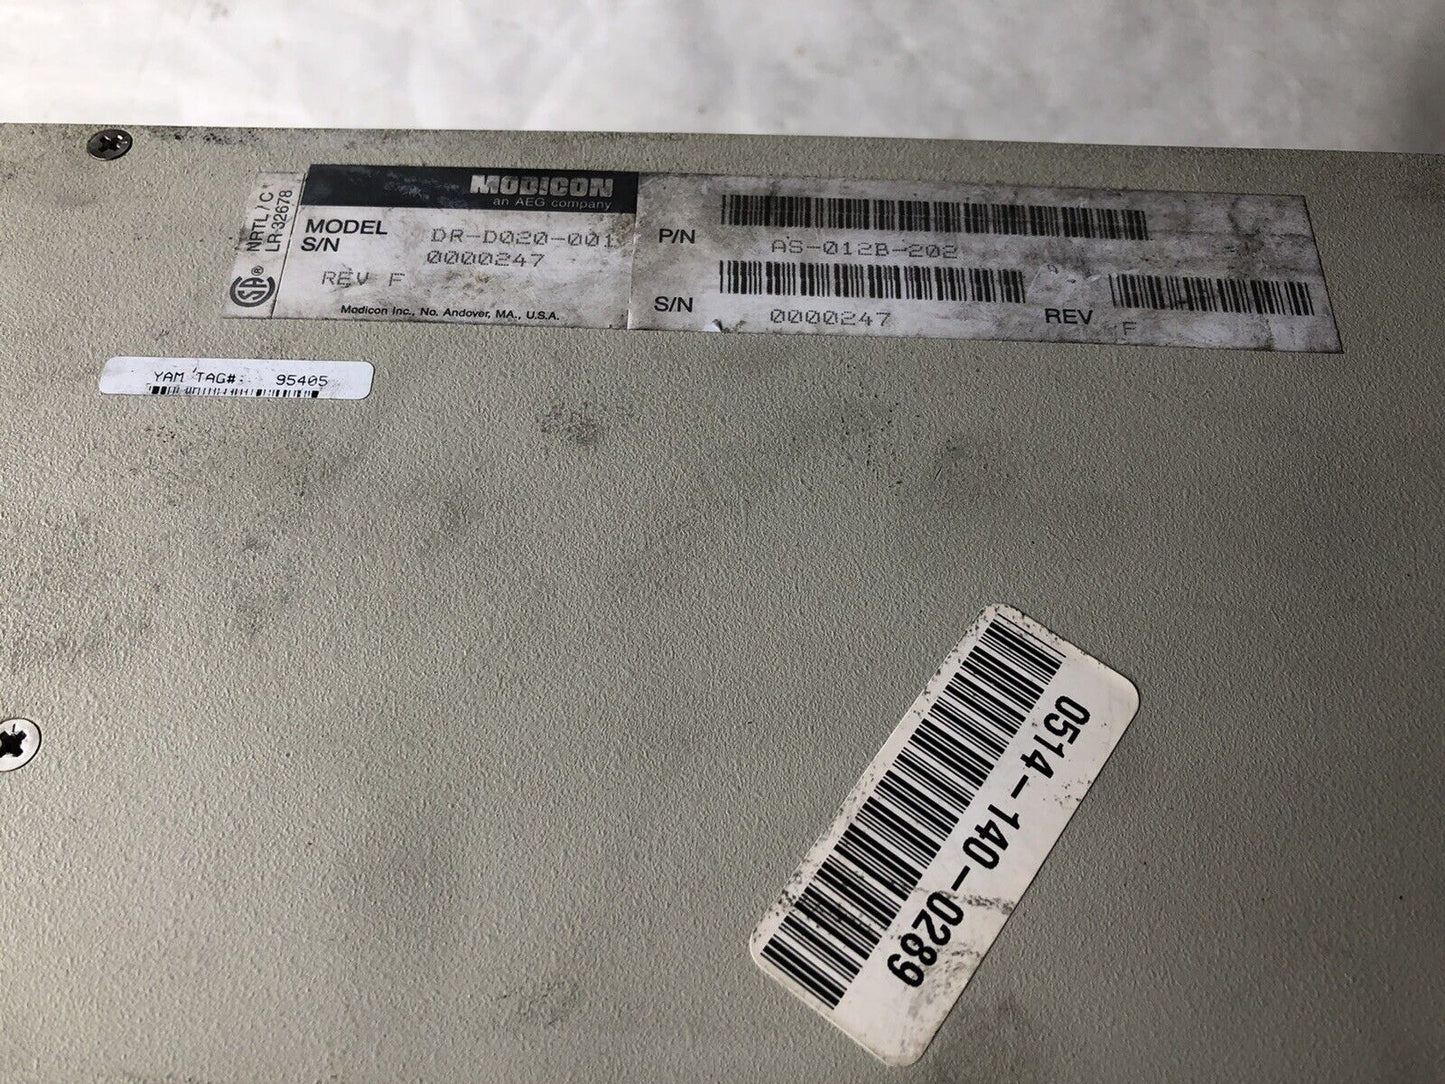 NRTL/C
LR-32678
SA®
MODICON
an AEG company
MODEL DR-D020-001
S/N 0000247
REV F
Modicon Inc., No. Andover, MA., U.S.A.
P/N AS-012B-202
S/N 0000247 REV F
YAM TAG#: 95405
0514-140-0289